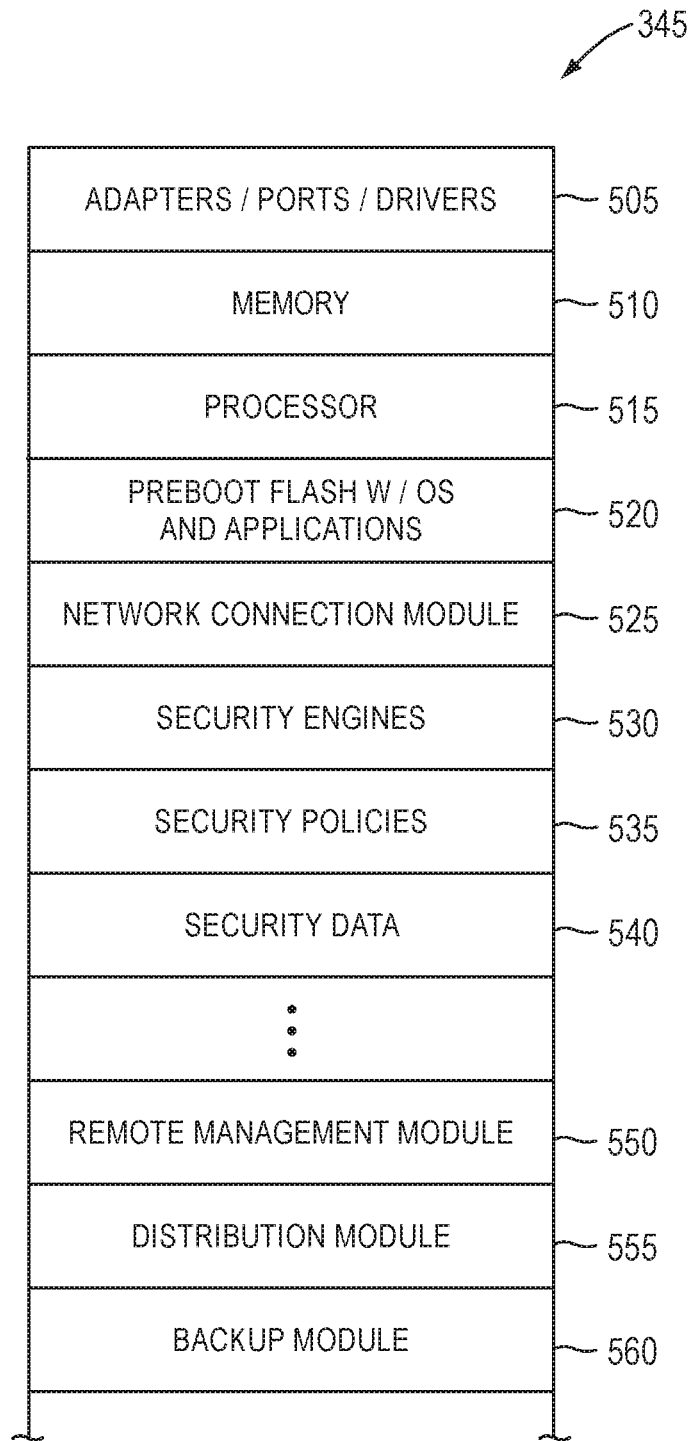 345
ADAPTERS / PORTS / DRIVERS 505
MEMORY 510
PROCESSOR 515
PREBOOT FLASH W / OS
AND APPLICATIONS 520
NETWORK CONNECTION MODULE 525
SECURITY ENGINES 530
SECURITY POLICIES 535
SECURITY DATA 540
REMOTE MANAGEMENT MODULE 550
DISTRIBUTION MODULE 555
BACKUP MODULE 560